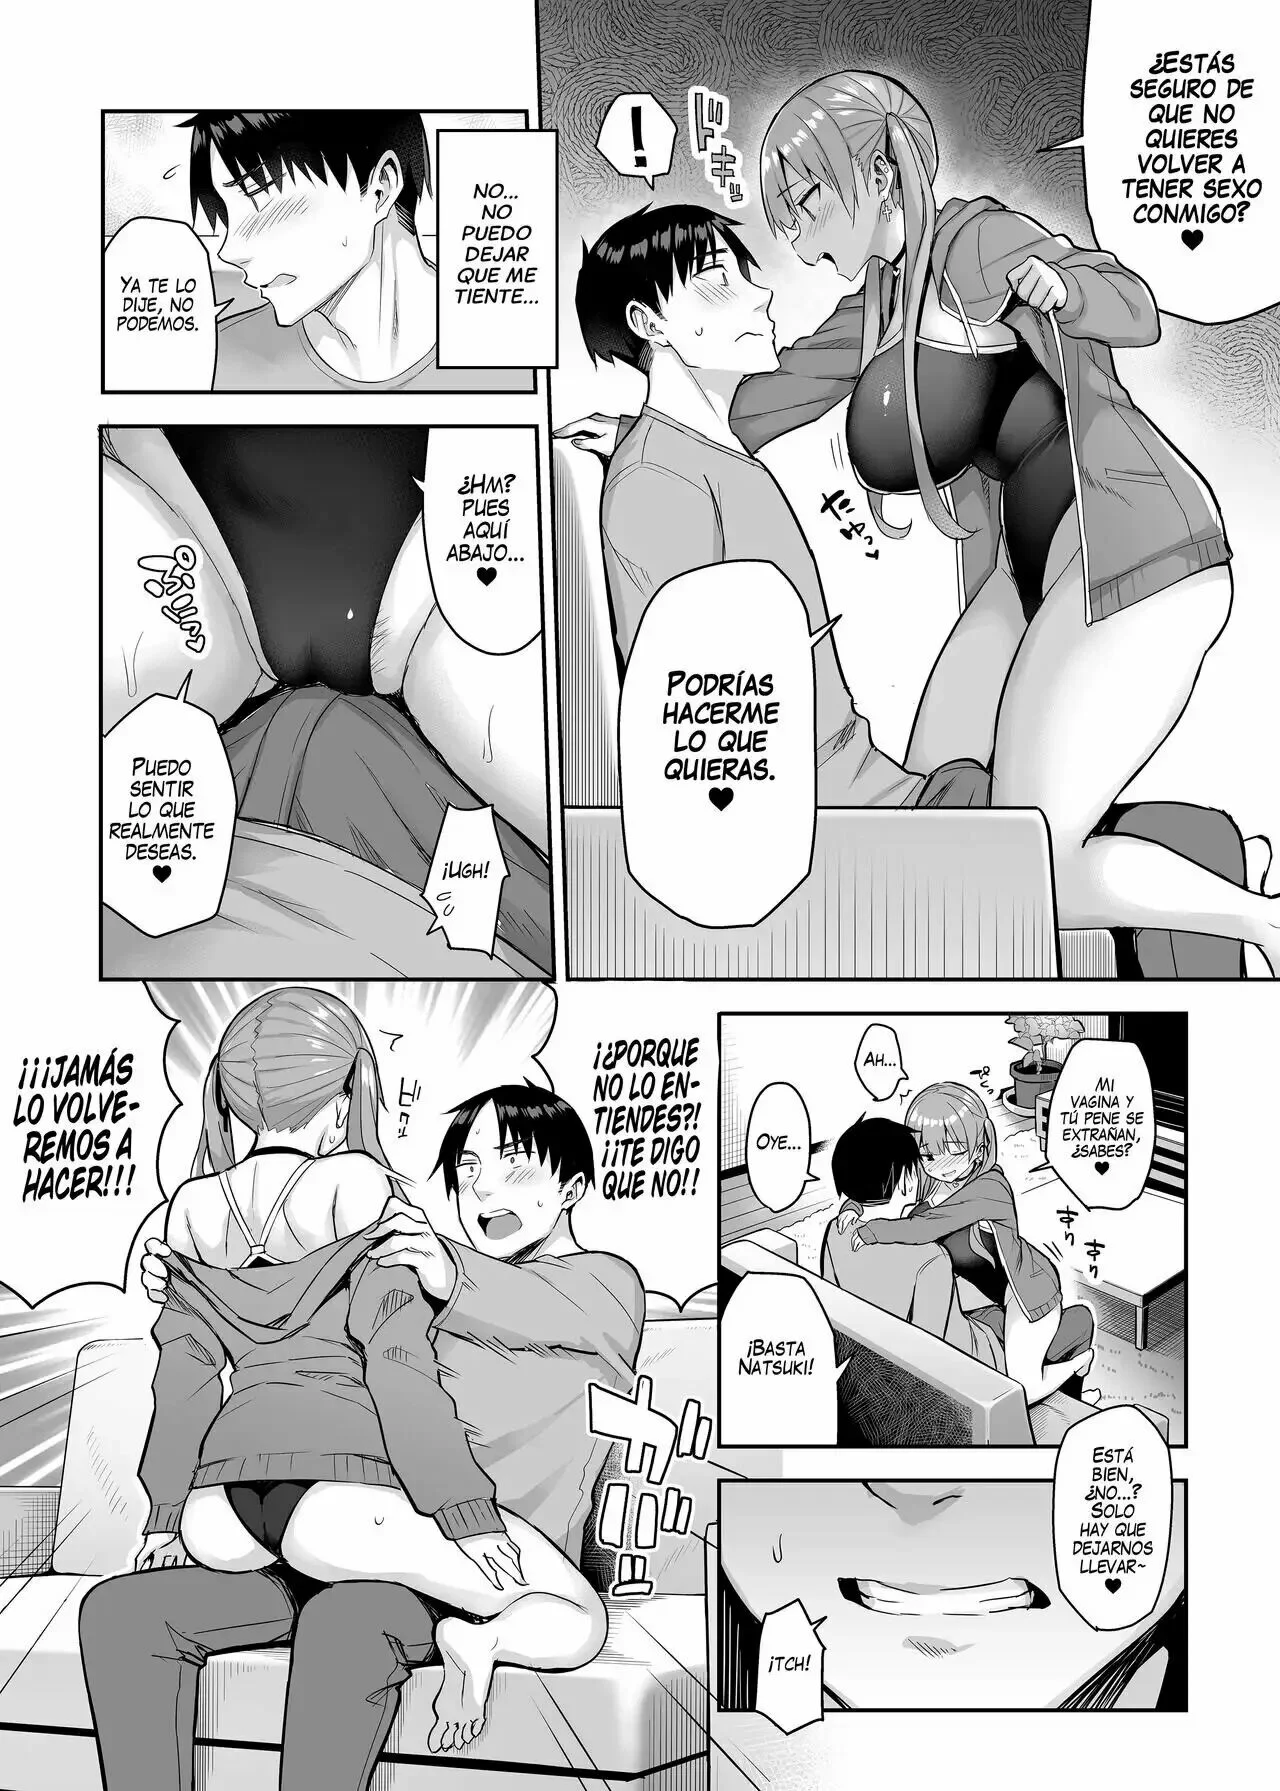 ¿ESTÁS
SEGURO DE
QUE NO
QUIERES
VOLVER A
TENER SEXO
CONMIGO?
♥
!
ドキッ
たゆっ
PODRÍAS
HACERME
LO QUE
QUIERAS.
♥
NO...
NO
PUEDO
DEJAR
QUE ME
TIENTE...
YA TE LO
DIJE, NO
PODEMOS.
¿HM?
PUES
AQUÍ
ABAJO...
♥
PUEDO
SENTIR
LO QUE
REALMENTE
DESEAS.
♥
¡UGH!
MI
VAGINA Y
TÚ PENE SE
EXTRAÑAN,
¿SABES?
♥
AH...
OYE...
¡BASTA
NATSUKI!
ESTÁ
BIEN,
¿NO...?
SOLO
HAY QUE
DEJARNOS
LLEVAR~
♥
¡TCH!
¡¿PORQUE
NO LO EN-
TIENDES?!
¡¡TE DIGO
QUE NO!!
¡¡¡JAMÁS
LO VOLVE-
REMOS A
HACER!!!